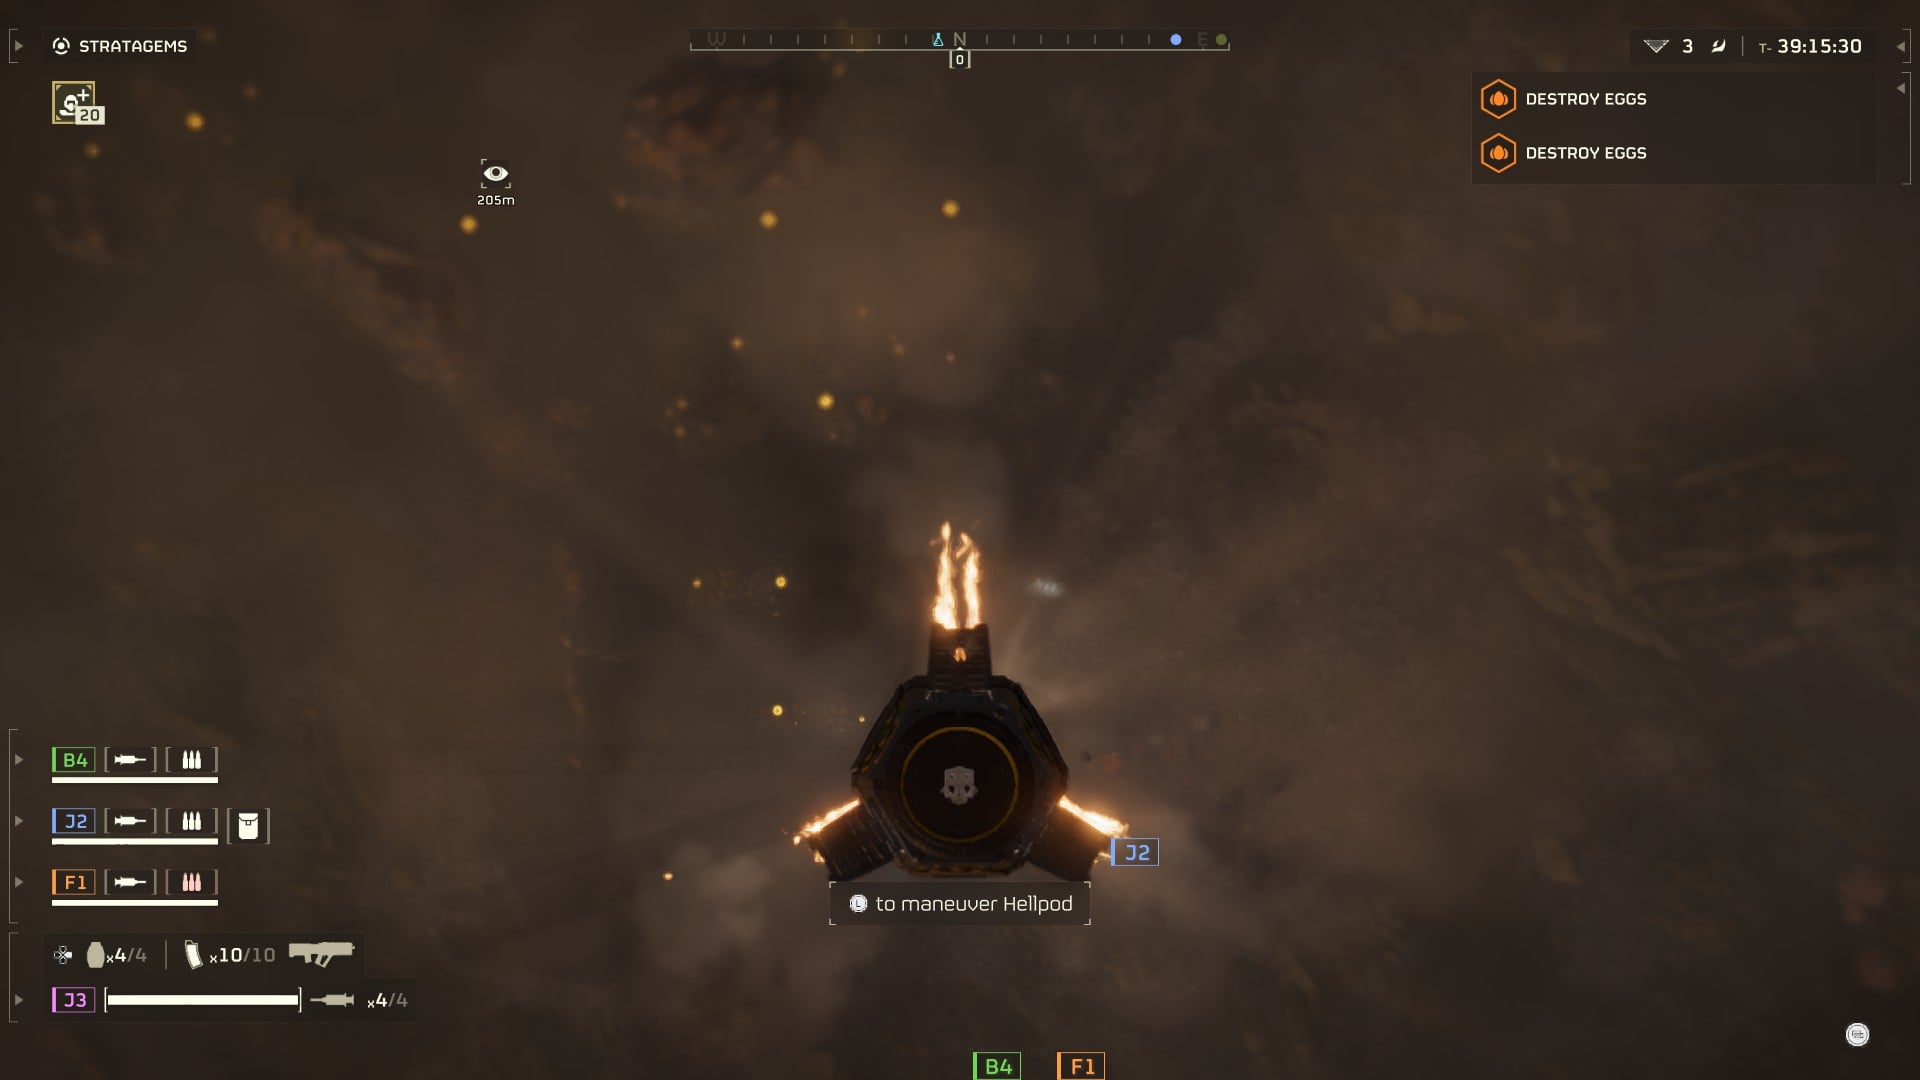 STRATAGEMS
20
W N E
0
3 T- 39:15:30
DESTROY EGGS
DESTROY EGGS
205m
B4
J2
F1
J2
L to maneuver Hellpod
x4/4 x10/10
J3 x4/4
B4 F1